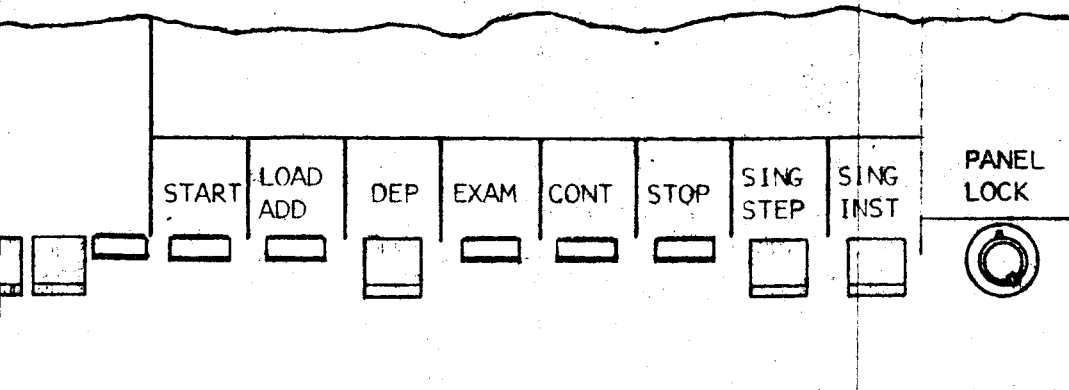 START
LOAD
ADD
DEP
EXAM
CONT
STOP
SING
STEP
SING
INST
PANEL
LOCK